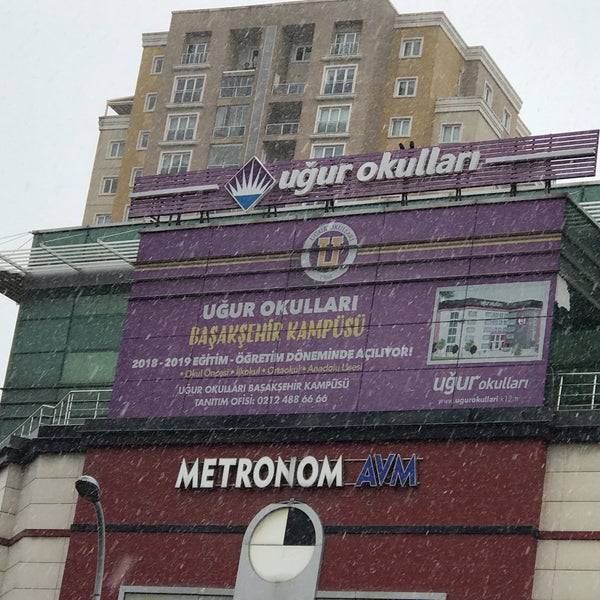 uğur okulları
UĞUR OKULLARI
BAŞAKŞEHİR KAMPÜSÜ
2018 - 2019 EĞİTİM - ÖĞRETİM DÖNEMİNDE AÇILIYOR!
• Okul Öncesi • İlkokul • Ortaokul • Anadolu Lisesi
UĞUR OKULLARI BAŞAKŞEHİR KAMPÜSÜ
TANITIM OFİSİ: 0212 488 66 66
uğur okulları
www.ugurokullari.k12.tr
METRONOM AVM